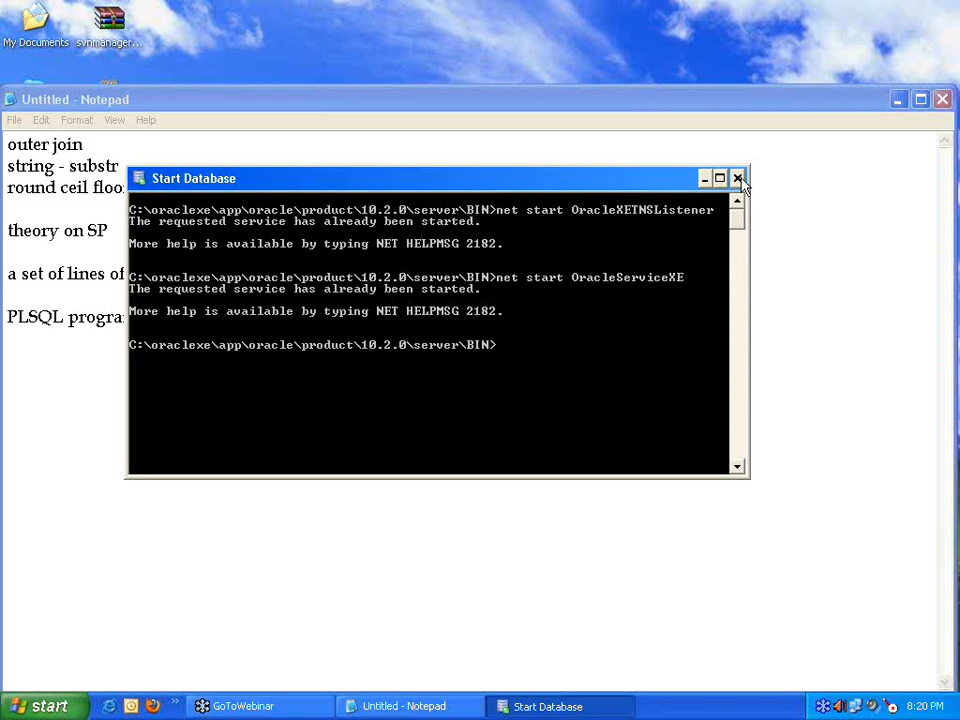 My Documents
svnmanager...
Untitled - Notepad
File Edit Format View Help
outer join
string - substr
round ceil floo
theory on SP
a set of lines of
PLSQL progra
Start Database
C:\oraclexe\app\oracle\product\10.2.0\server\BIN>net start OracleXETNSListener
The requested service has already been started.
More help is available by typing NET HELPMSG 2182.
C:\oraclexe\app\oracle\product\10.2.0\server\BIN>net start OracleServiceXE
The requested service has already been started.
More help is available by typing NET HELPMSG 2182.
C:\oraclexe\app\oracle\product\10.2.0\server\BIN>
start
GoToWebinar
Untitled - Notepad
Start Database
8:20 PM